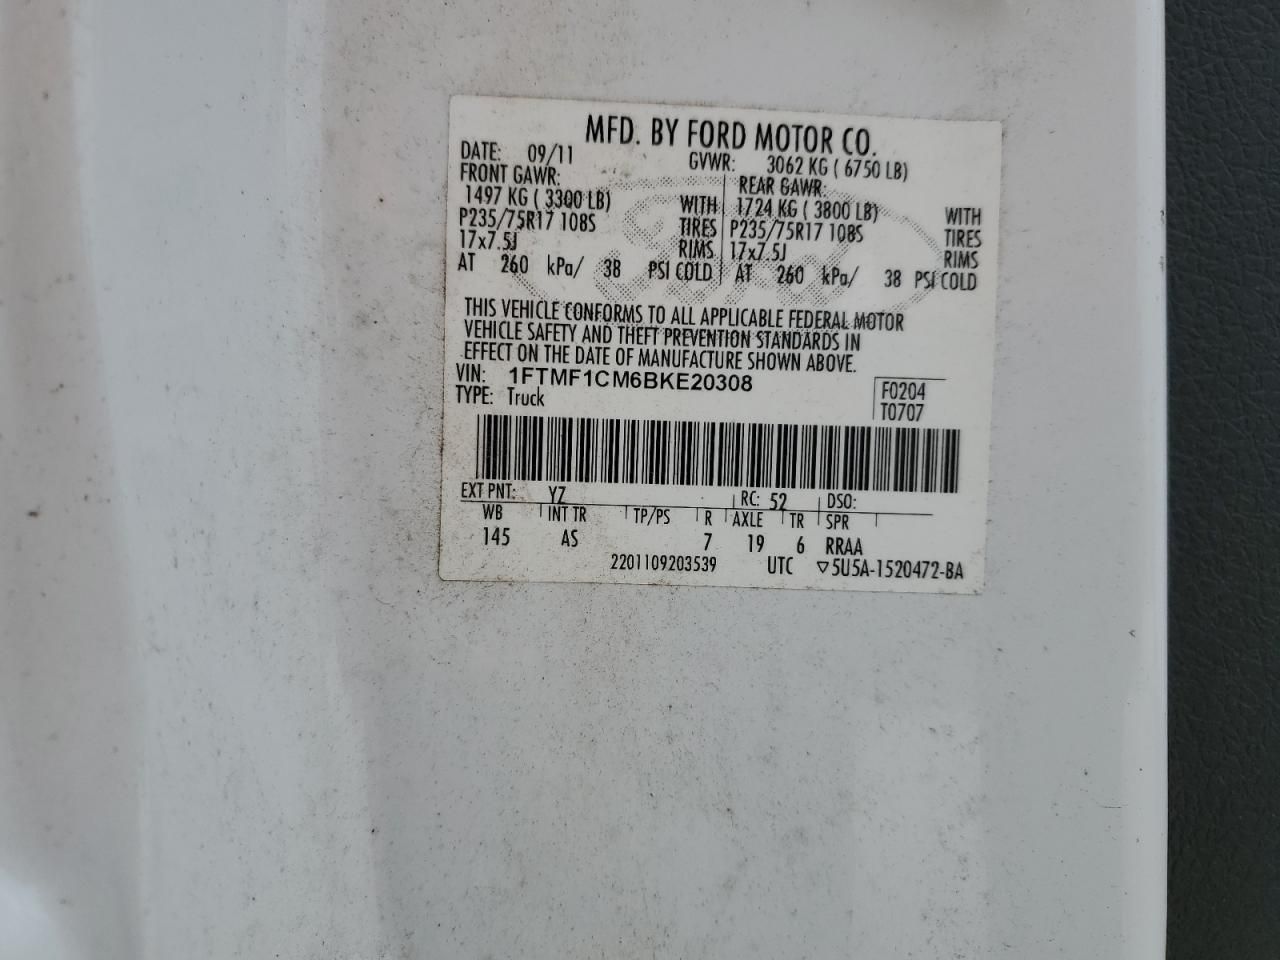 MFD. BY FORD MOTOR CO.
DATE: 09/11 GVWR: 3062 KG ( 6750 LB)
FRONT GAWR: REAR GAWR:
1497 KG ( 3300 LB) WITH 1724 KG ( 3800 LB) WITH
P235/75R17 108S TIRES P235/75R17 108S TIRES
17x7.5J RIMS 17x7.5J RIMS
AT 260 kPa/ 38 PSI COLD AT 260 kPa/ 38 PSI COLD
THIS VEHICLE CONFORMS TO ALL APPLICABLE FEDERAL MOTOR
VEHICLE SAFETY AND THEFT PREVENTION STANDARDS IN
EFFECT ON THE DATE OF MANUFACTURE SHOWN ABOVE.
VIN: 1FTMF1CM6BKE20308 F0204
TYPE: Truck T0707
EXT PNT: YZ RC: 52 DSO:
WB INT TR TP/PS R AXLE TR SPR
145 AS 7 19 6 RRAA
2201109203539 UTC ▽5U5A-1520472-BA